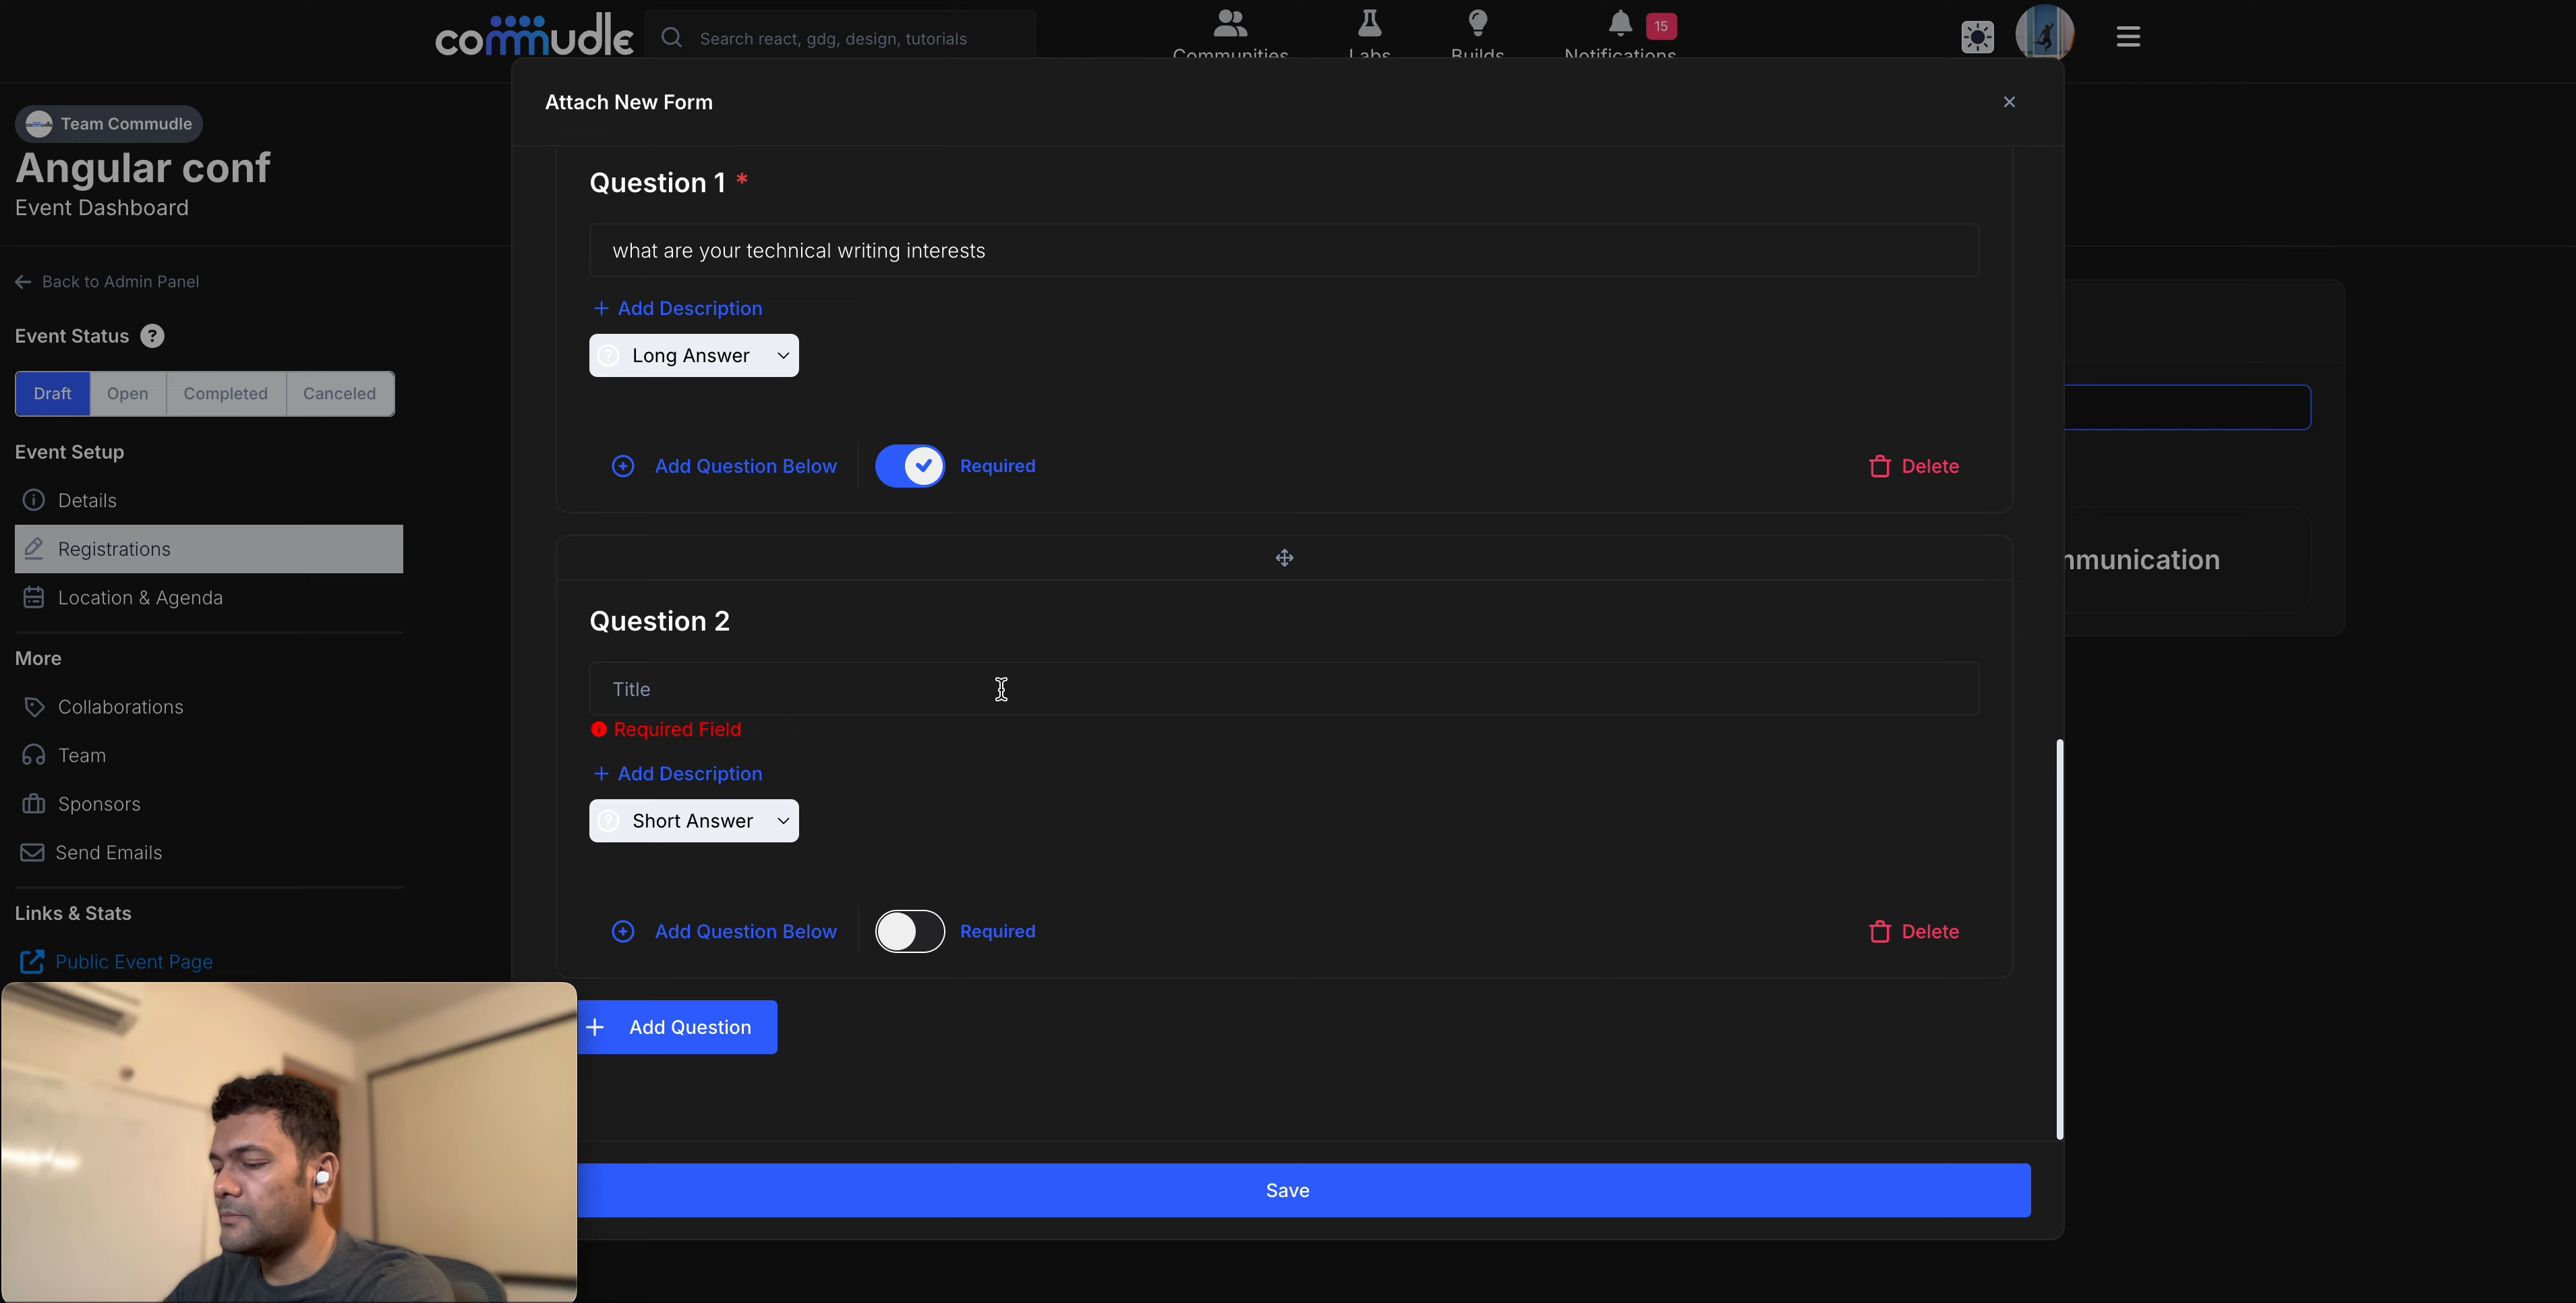 commudle
Search react, gdg, design, tutorials
Communities
Labs
Builds
Notifications
15
Team Commudle
Angular conf
Event Dashboard
Back to Admin Panel
Event Status ?
Draft
Open
Completed
Canceled
Event Setup
Details
Registrations
Location & Agenda
More
Collaborations
Team
Sponsors
Send Emails
Links & Stats
Public Event Page
Attach New Form
Question 1 *
what are your technical writing interests
+ Add Description
Long Answer
Add Question Below
Required
Delete
Question 2
Title
Required Field
+ Add Description
Short Answer
Add Question Below
Required
Delete
+ Add Question
Save
mmunication